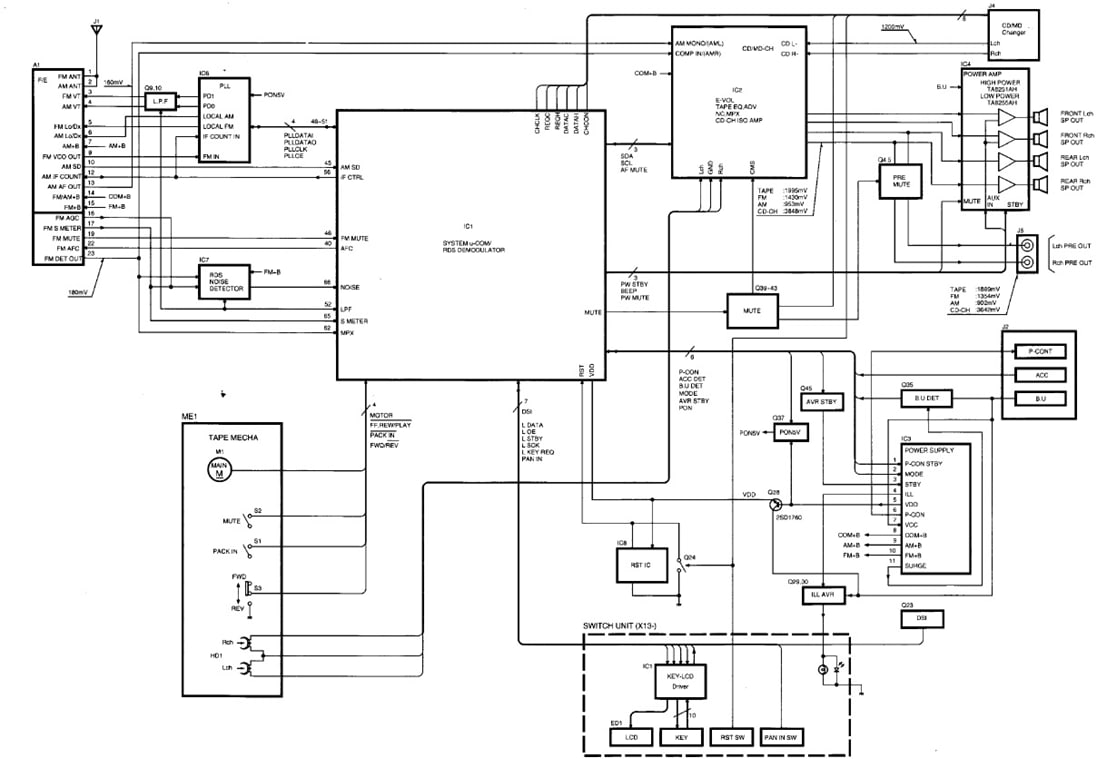 J1
A1
F/E
FM ANT
AM ANT
FM VT
AM VT
FM Lo/Dx
AM Lo/Dx
AM+B
FM VDD OUT
AM SD
AM IF COUNT
AM AF OUT
FM/AM+B
FM+B
FM AGC
FM S METER
FM MUTE
FM AFC
FM DET OUT
1
2
3
4
5
6
7
9
10
12
13
14
15
16
17
19
22
23
160mV
180mV
AM+B
COM+B
FM+B
Q9,10
L.P.F
IC6
PLL
PD1
PD0
LOCAL AM
LOCAL FM
IF COUNT IN
FM IN
PON5V
4
48~51
PLLDATAI
PLLDATAO
PLLCLK
PLLCE
IC7
RDS
NOISE
DETECTOR
FM+B
45
56
46
40
66
52
65
62
AM SD
IF CTRL
FM MUTE
AFC
NOISE
LPF
S METER
MPX
IC1
SYSTEM u-COM/
RDS DEMODULATOR
CHCLK
REQC
REQH
DATAC
DATAH
CHCON
MUTE
RST
VDD
3
SDA
SCL
AF MUTE
3
PW STBY
BEEP
PW MUTE
6
P-CON
ACC DET
B.U DET
MODE
AVR STBY
PON
AM MONO(AML)
COMP IN(AMR)
CD/MD-CH
CD L-
CD R-
COM+B
IC2
E-VOL
TAPE EQ,ADV
NC,MPX
CD-CH ISO AMP
Lch
GND
Rch
CMS
TAPE :1995mV
FM :1430mV
AM :953mV
CD-CH :3848mV
1200mV
J4
CD/MD
Changer
Lch
Rch
IC4
POWER AMP
HIGH POWER
TA8251AH
LOW POWER
TA8255AH
B.U
MUTE
AUX
IN
STBY
FRONT Lch
SP OUT
FRONT Rch
SP OUT
REAR Lch
SP OUT
REAR Rch
SP OUT
Q4,5
PRE
MUTE
Q39~43
MUTE
J5
Lch PRE OUT
Rch PRE OUT
TAPE :1889mV
FM :1354mV
AM :902mV
CD-CH :3642mV
J2
P-CONT
ACC
B.U
Q45
AVR STBY
Q35
B.U DET
Q37
PON5V
PON5V
IC3
POWER SUPPLY
1
2
3
4
5
6
7
8
9
10
11
P-CON STBY
MODE
STBY
ILL
VDD
P-CON
VCC
COM+B
AM+B
FM+B
SURGE
COM+B
AM+B
FM+B
VDD
Q28
2SD1760
Q29,30
ILL AVR
Q23
DSI
IC8
RST IC
Q24
ME1
TAPE MECHA
M1
MAIN
M
S2
MUTE
S1
PACK IN
FWD
S3
REV
Rch
HD1
Lch
4
MOTOR
FF.REW/PLAY
PACK IN
FWD/REV
7
DSI
L DATA
L OE
L STBY
L SCK
L KEY REQ
PAN IN
SWITCH UNIT (X13-)
IC1
KEY-LCD
Driver
ED1
LCD
10
KEY
RST SW
PAN IN SW